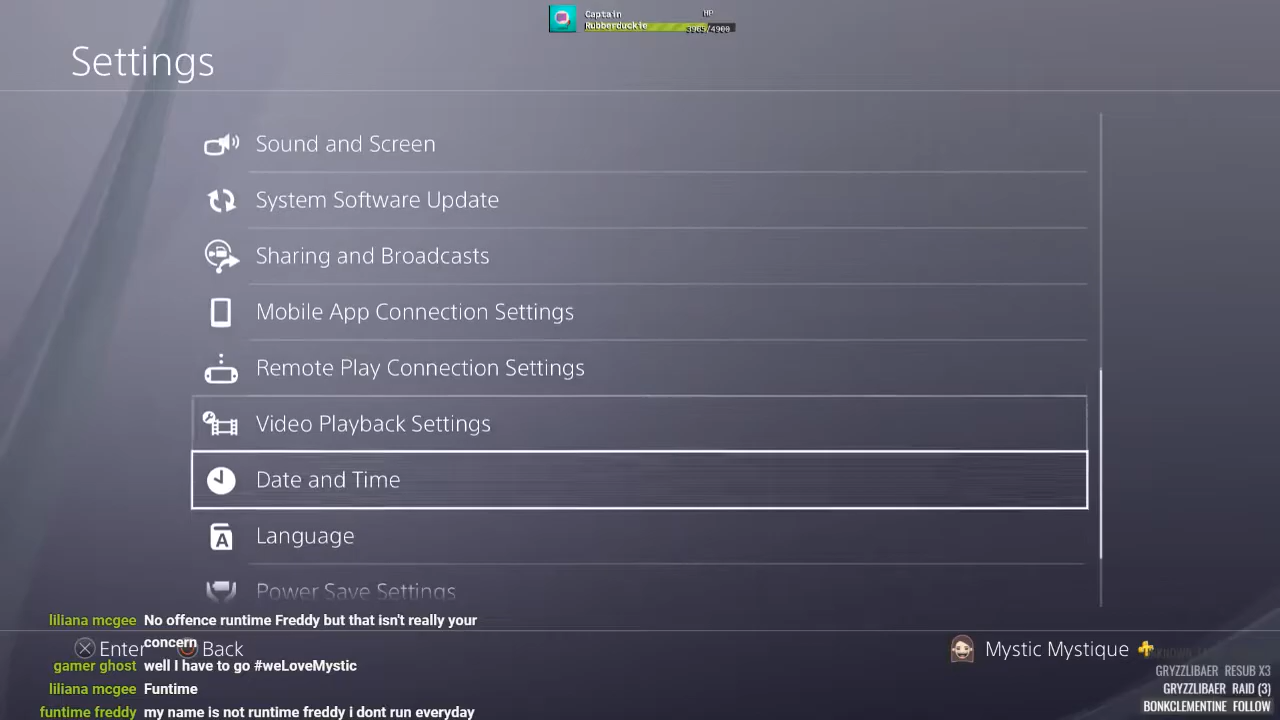 Captain HP
Rubberduckie 3965/4900
Settings
Sound and Screen
System Software Update
Sharing and Broadcasts
Mobile App Connection Settings
Remote Play Connection Settings
Video Playback Settings
Date and Time
Language
Power Save Settings
liliana mcgee No offence runtime Freddy but that isn't really your
concern
Enter Back
Mystic Mystique
gamer ghost well I have to go #weLoveMystic
liliana mcgee Funtime
funtime freddy my name is not runtime freddy i dont run everyday
GRYZZLIBAER RESUB X3
GRYZZLIBAER RAID (3)
BONKCLEMENTINE FOLLOW